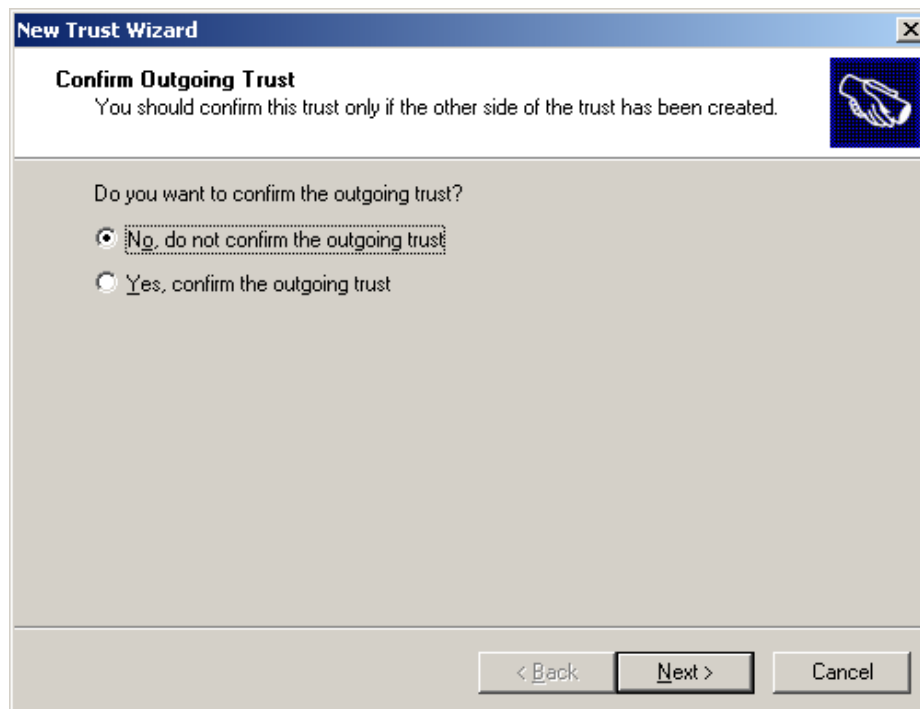 New Trust Wizard
Confirm Outgoing Trust
You should confirm this trust only if the other side of the trust has been created.
Do you want to confirm the outgoing trust?
No, do not confirm the outgoing trust
Yes, confirm the outgoing trust
< Back Next > Cancel